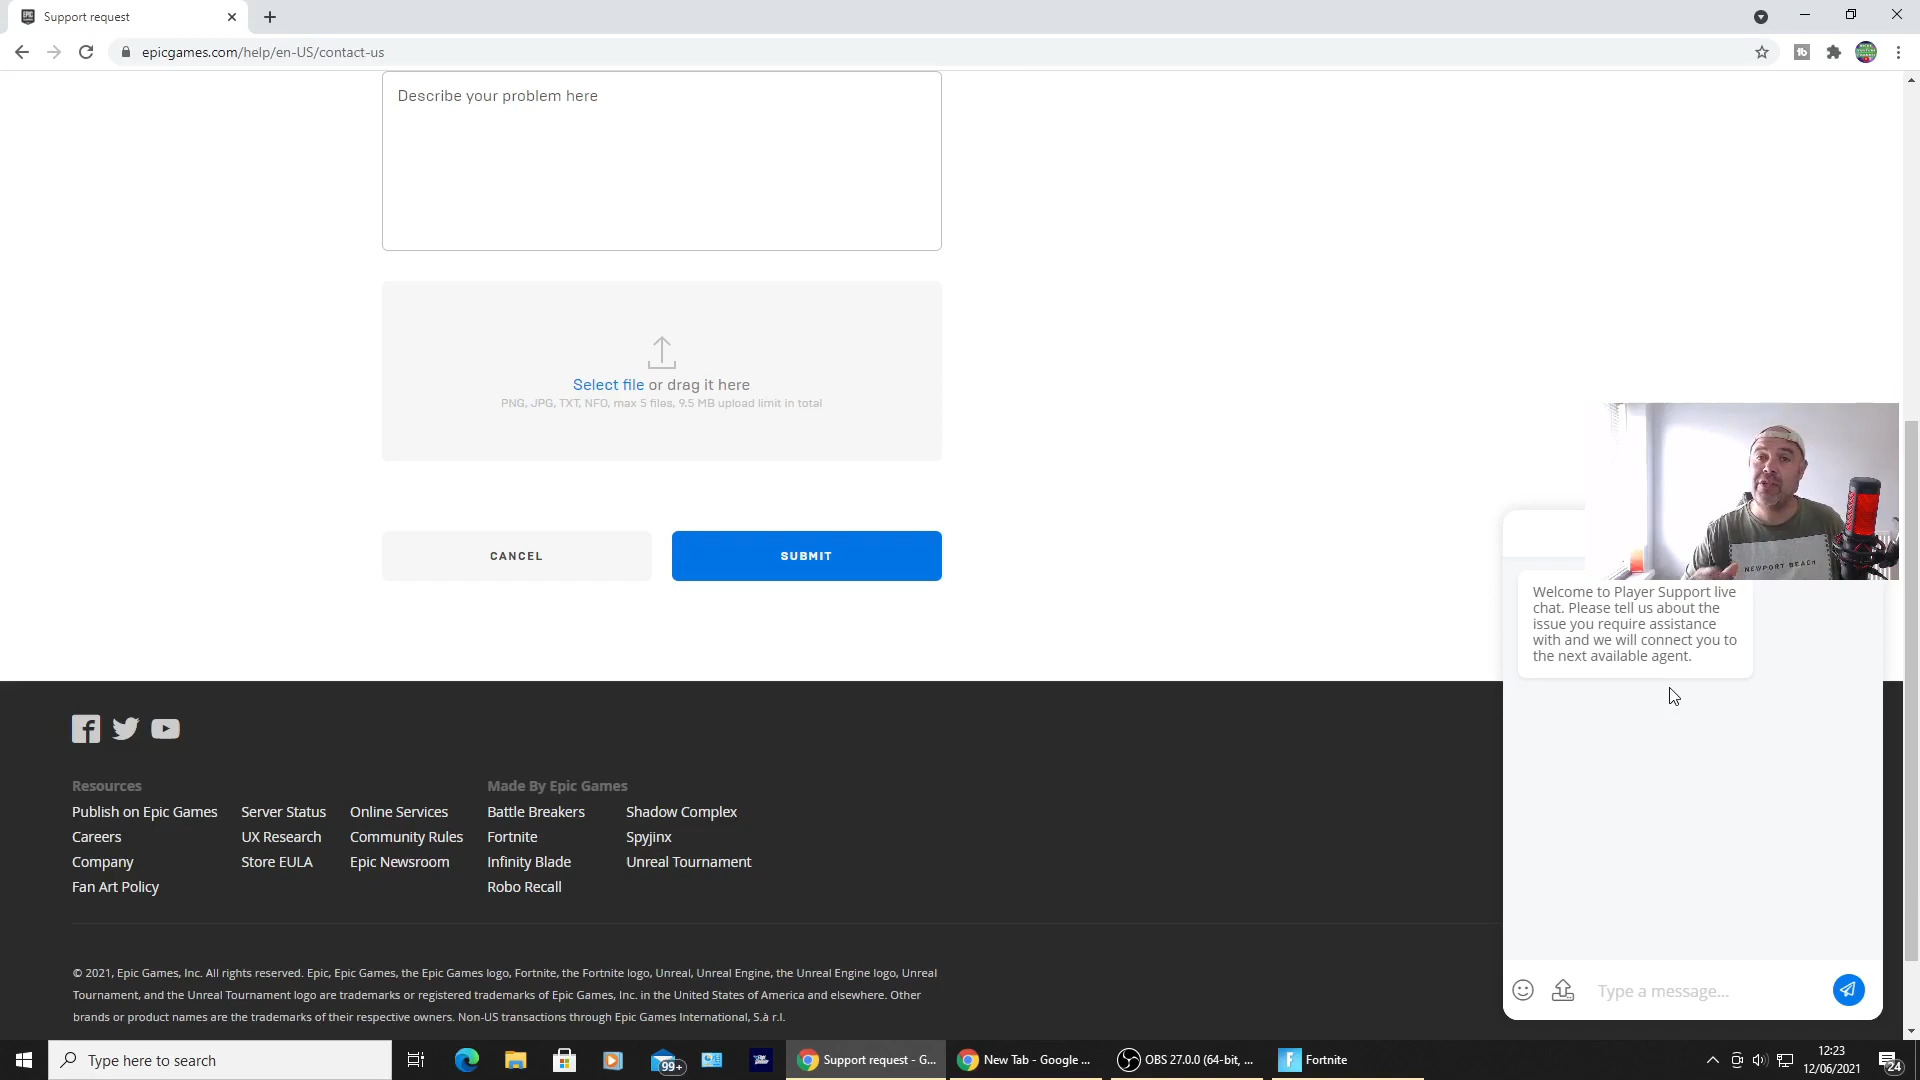 Support request
epicgames.com/help/en-US/contact-us
Describe your problem here
Select file or drag it here
PNG, JPG, TXT, NFO, max 5 files, 9.5 MB upload limit in total
CANCEL
SUBMIT
NEWPORT BEACH
Welcome to Player Support live
chat. Please tell us about the
issue you require assistance
with and we will connect you to
the next available agent.
Type a message...
Resources
Publish on Epic Games
Careers
Company
Fan Art Policy
Server Status
UX Research
Store EULA
Online Services
Community Rules
Epic Newsroom
Made By Epic Games
Battle Breakers
Fortnite
Infinity Blade
Robo Recall
Shadow Complex
Spyjinx
Unreal Tournament
© 2021, Epic Games, Inc. All rights reserved. Epic, Epic Games, the Epic Games logo, Fortnite, the Fortnite logo, Unreal, Unreal Engine, the Unreal Engine logo, Unreal
Tournament, and the Unreal Tournament logo are trademarks or registered trademarks of Epic Games, Inc. in the United States of America and elsewhere. Other
brands or product names are the trademarks of their respective owners. Non-US transactions through Epic Games International, S.à r.l.
Type here to search
99+
Support request - G...
New Tab - Google ...
OBS 27.0.0 (64-bit, ...
Fortnite
12:23
12/06/2021
24